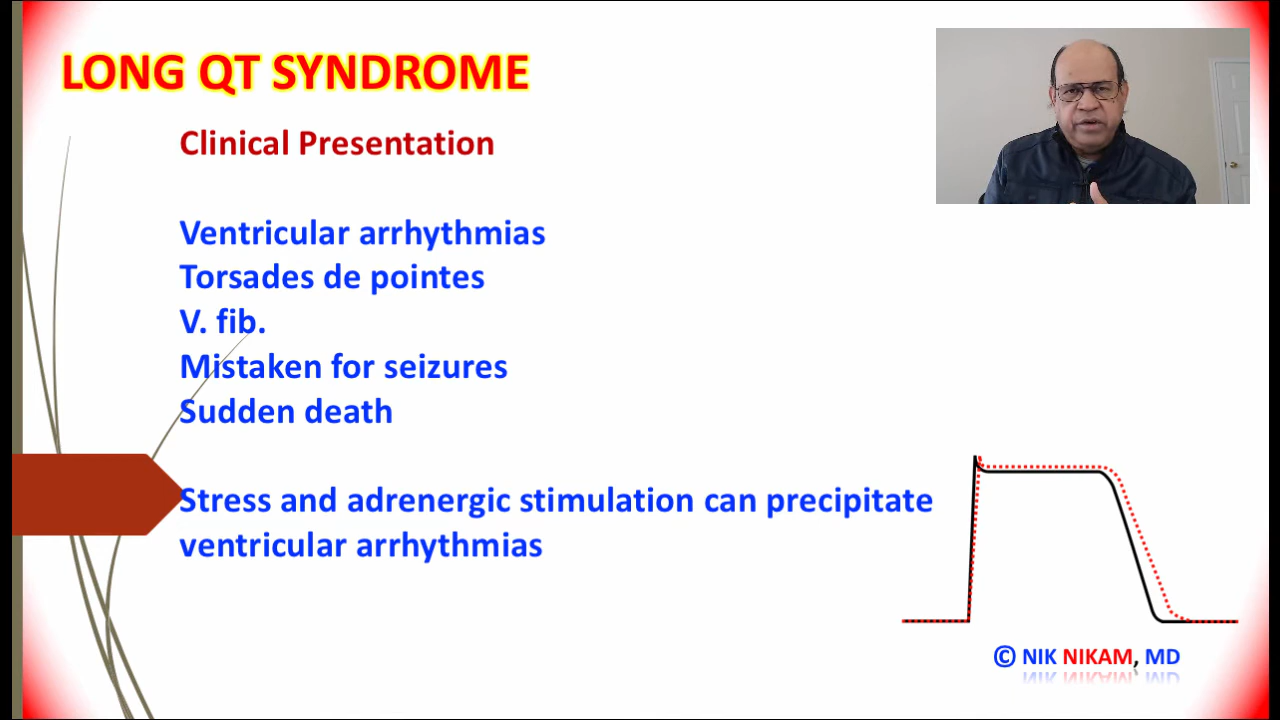 LONG QT SYNDROME
Clinical Presentation
Ventricular arrhythmias
Torsades de pointes
V. fib.
Mistaken for seizures
Sudden death
Stress and adrenergic stimulation can precipitate
ventricular arrhythmias
© NIK NIKAM, MD